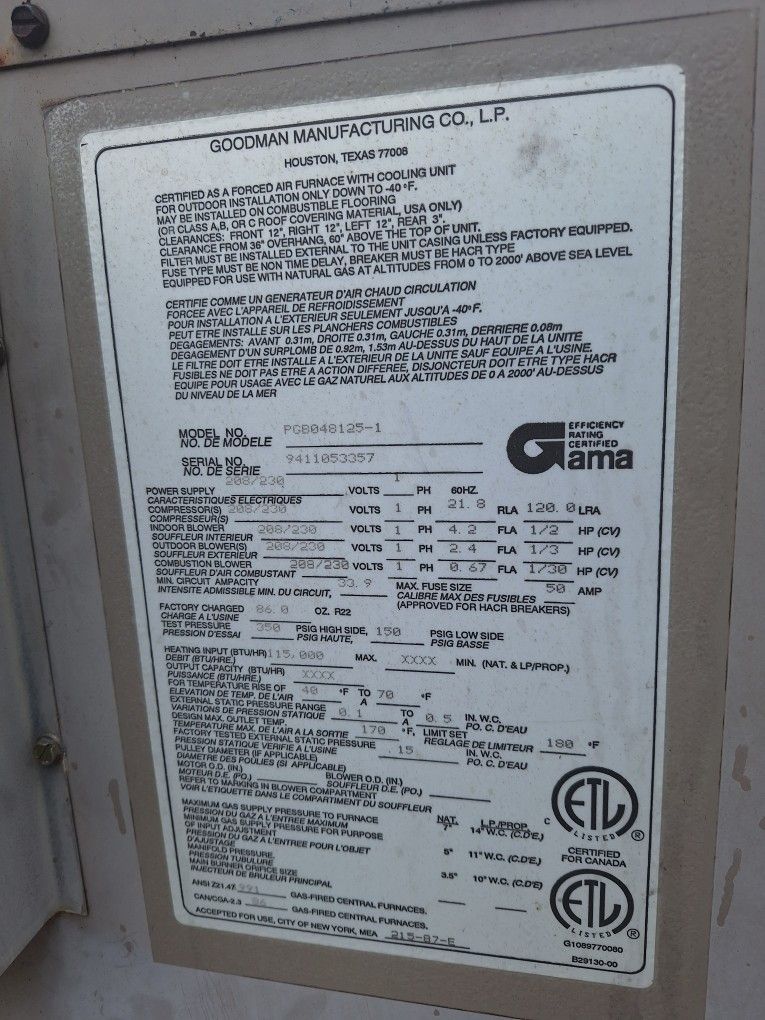 GOODMAN MANUFACTURING CO., L.P.
HOUSTON, TEXAS 77008
CERTIFIED AS A FORCED AIR FURNACE WITH COOLING UNIT
FOR OUTDOOR INSTALLATION ONLY DOWN TO -40 °F.
MAY BE INSTALLED ON COMBUSTIBLE FLOORING
(OR CLASS A,B, OR C ROOF COVERING MATERIAL, USA ONLY)
CLEARANCES: FRONT 12", RIGHT 12", LEFT 12", REAR 3".
CLEARANCE FROM 36" OVERHANG, 60" ABOVE THE TOP OF UNIT.
FILTER MUST BE INSTALLED EXTERNAL TO THE UNIT CASING UNLESS FACTORY EQUIPPED.
FUSE TYPE MUST BE NON TIME DELAY, BREAKER MUST BE HACR TYPE
EQUIPPED FOR USE WITH NATURAL GAS AT ALTITUDES FROM 0 TO 2000' ABOVE SEA LEVEL
CERTIFIE COMME UN GENERATEUR D'AIR CHAUD CIRCULATION
FORCEE AVEC L'APPAREIL DE REFROIDISSEMENT
POUR INSTALLATION A L'EXTERIEUR SEULEMENT JUSQU'A -40°F.
PEUT ETRE INSTALLE SUR LES PLANCHERS COMBUSTIBLES
DEGAGEMENTS: AVANT 0.31m, DROITE 0.31m, GAUCHE 0.31m, DERRIERE 0.08m
DEGAGEMENT D'UN SURPLOMB DE 0.92m, 1.53m AU-DESSUS DU HAUT DE LA UNITE
LE FILTRE DOIT ETRE INSTALLE A L'EXTERIEUR DE LA UNITE SAUF EQUIPE A L'USINE.
FUSIBLES NE DOIT PAS ETRE A ACTION DIFFEREE, DISJONCTEUR DOIT ETRE TYPE HACR
EQUIPE POUR USAGE AVEC LE GAZ NATUREL AUX ALTITUDES DE 0 A 2000' AU-DESSUS
DU NIVEAU DE LA MER
MODEL NO. PGB048125-1
NO. DE MODELE
SERIAL NO. 9411053357
NO. DE SERIE
EFFICIENCY
RATING
CERTIFIED
Gama
POWER SUPPLY 208/230 VOLTS 1 PH 60HZ.
CARACTERISTIQUES ELECTRIQUES
COMPRESSOR(S) 208/230 VOLTS 1 PH 21.8 RLA 120.0 LRA
COMPRESSEUR(S)
INDOOR BLOWER 208/230 VOLTS 1 PH 4.2 FLA 1/2 HP (CV)
SOUFFLEUR INTERIEUR
OUTDOOR BLOWER(S) 208/230 VOLTS 1 PH 2.4 FLA 1/3 HP (CV)
SOUFFLEUR EXTERIEUR
COMBUSTION BLOWER 208/230 VOLTS 1 PH 0.67 FLA 1/30 HP (CV)
SOUFFLEUR D'AIR COMBUSTANT
MIN. CIRCUIT AMPACITY 33.9 MAX. FUSE SIZE 50 AMP
INTENSITE ADMISSIBLE MIN. DU CIRCUIT, CALIBRE MAX DES FUSIBLES
(APPROVED FOR HACR BREAKERS)
FACTORY CHARGED 86.0 OZ. R22
CHARGE A L'USINE
TEST PRESSURE 350 PSIG HIGH SIDE, 150 PSIG LOW SIDE
PRESSION D'ESSAI PSIG HAUTE, PSIG BASSE
HEATING INPUT (BTU/HR) 115,000 MAX. XXXX MIN. (NAT. & LP/PROP.)
DEBIT (BTU/HRE.)
OUTPUT CAPACITY (BTU/HR) XXXX
PUISSANCE (BTU/HRE.)
FOR TEMPERATURE RISE OF 40 °F TO 70 °F
ELEVATION DE TEMP. DE L'AIR A
EXTERNAL STATIC PRESSURE RANGE 0.1 TO 0.5 IN. W.C.
VARIATIONS DE PRESSION STATIQUE A PO. C. D'EAU
DESIGN MAX. OUTLET TEMP. 170 °F, LIMIT SET 180 °F
TEMPERATURE MAX. DE L'AIR A LA SORTIE REGLAGE DE LIMITEUR
FACTORY TESTED EXTERNAL STATIC PRESSURE .15 IN. W.C.
PRESSION STATIQUE VERIFIE A L'USINE PO. C. D'EAU
PULLEY DIAMETER (IF APPLICABLE)
DIAMETRE DES POULIES (SI APPLICABLE)
MOTOR O.D. (IN.) BLOWER O.D. (IN.)
MOTEUR D.E. (PO.) SOUFFLEUR D.E. (PO.)
REFER TO MARKING IN BLOWER COMPARTMENT
VOIR L'ETIQUETTE DANS LE COMPARTIMENT DU SOUFFLEUR
NAT. L.P./PROP.
MAXIMUM GAS SUPPLY PRESSURE TO FURNACE 7" 14" W.C. (C.D'E.)
PRESSION DU GAZ A L'ENTREE MAXIMUM
MINIMUM GAS SUPPLY PRESSURE FOR PURPOSE
OF INPUT ADJUSTMENT 5" 11" W.C. (C.D'E)
PRESSION DU GAZ A L'ENTREE POUR L'OBJET
D'AJUSTAGE
MANIFOLD PRESSURE. 3.5" 10" W.C. (C.D'E)
PRESSION TUBULURE
MAIN BURNER ORIFICE SIZE
INJECTEUR DE BRULEUR PRINCIPAL
ANSI Z21.47 991 GAS-FIRED CENTRAL FURNACES.
CAN/CGA-2.3 86 GAS-FIRED CENTRAL FURNACES.
ACCEPTED FOR USE, CITY OF NEW YORK, MEA 215-87-E
C
ETL
LISTED
®
CERTIFIED
FOR CANADA
ETL
LISTED
®
G1089770080
B29130-00